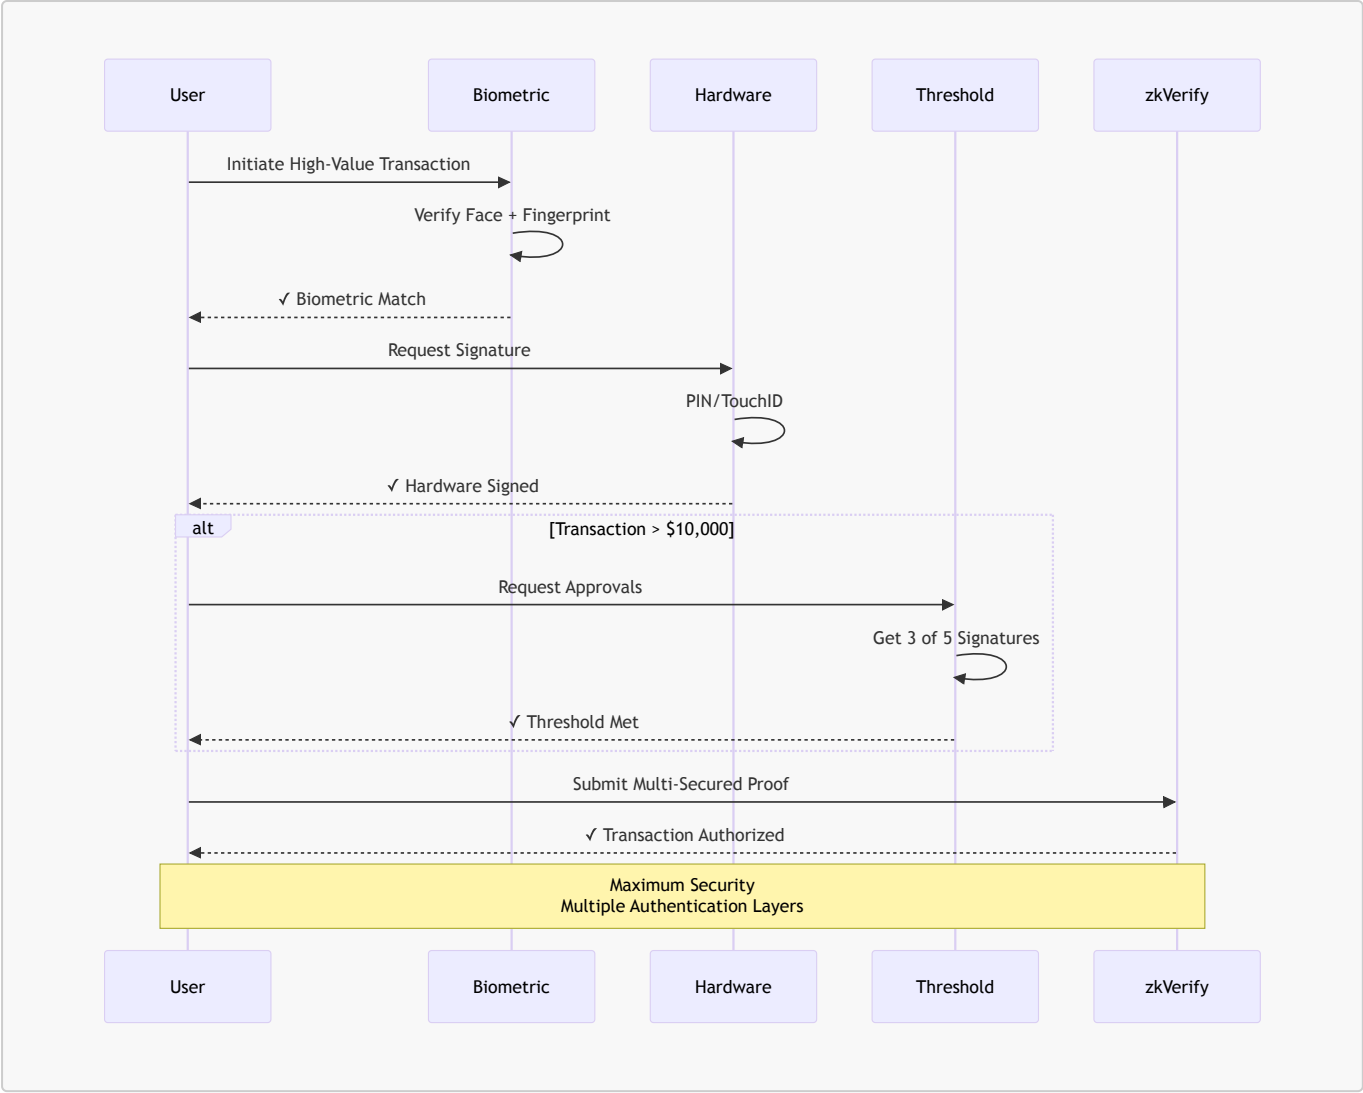 User
Biometric
Hardware
Threshold
zkVerify
Initiate High-Value Transaction
Verify Face + Fingerprint
✓ Biometric Match
Request Signature
PIN/TouchID
✓ Hardware Signed
alt
[Transaction > $10,000]
Request Approvals
Get 3 of 5 Signatures
✓ Threshold Met
Submit Multi-Secured Proof
✓ Transaction Authorized
Maximum Security
Multiple Authentication Layers
User
Biometric
Hardware
Threshold
zkVerify